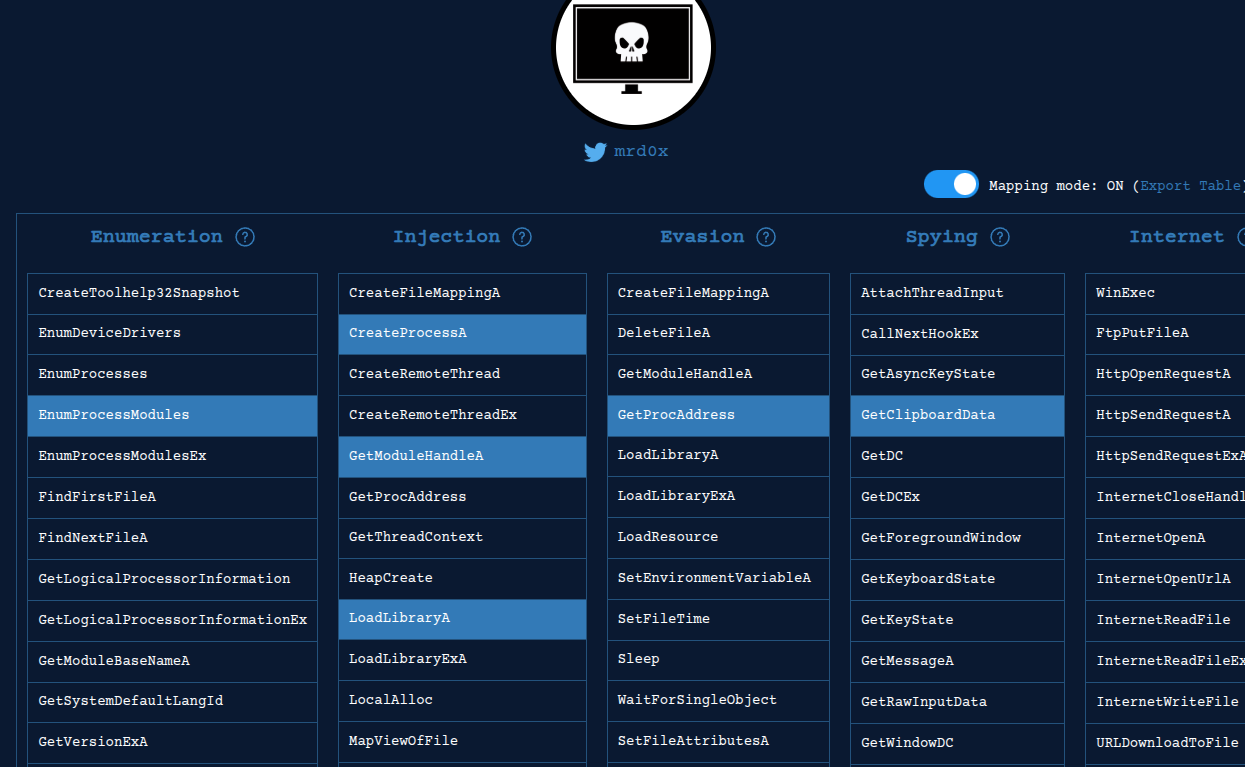 mrd0x
Mapping mode: ON (Export Table)
Enumeration ? Injection ? Evasion ? Spying ? Internet
CreateToolhelp32Snapshot CreateFileMappingA CreateFileMappingA AttachThreadInput WinExec
EnumDeviceDrivers CreateProcessA DeleteFileA CallNextHookEx FtpPutFileA
EnumProcesses CreateRemoteThread GetModuleHandleA GetAsyncKeyState HttpOpenRequestA
EnumProcessModules CreateRemoteThreadEx GetProcAddress GetClipboardData HttpSendRequestA
EnumProcessModulesEx GetModuleHandleA LoadLibraryA GetDC HttpSendRequestExA
FindFirstFileA GetProcAddress LoadLibraryExA GetDCEx InternetCloseHandl
FindNextFileA GetThreadContext LoadResource GetForegroundWindow InternetOpenA
GetLogicalProcessorInformation HeapCreate SetEnvironmentVariableA GetKeyboardState InternetOpenUrlA
GetLogicalProcessorInformationEx LoadLibraryA SetFileTime GetKeyState InternetReadFile
GetModuleBaseNameA LoadLibraryExA Sleep GetMessageA InternetReadFileEx
GetSystemDefaultLangId LocalAlloc WaitForSingleObject GetRawInputData InternetWriteFile
GetVersionExA MapViewOfFile SetFileAttributesA GetWindowDC URLDownloadToFile